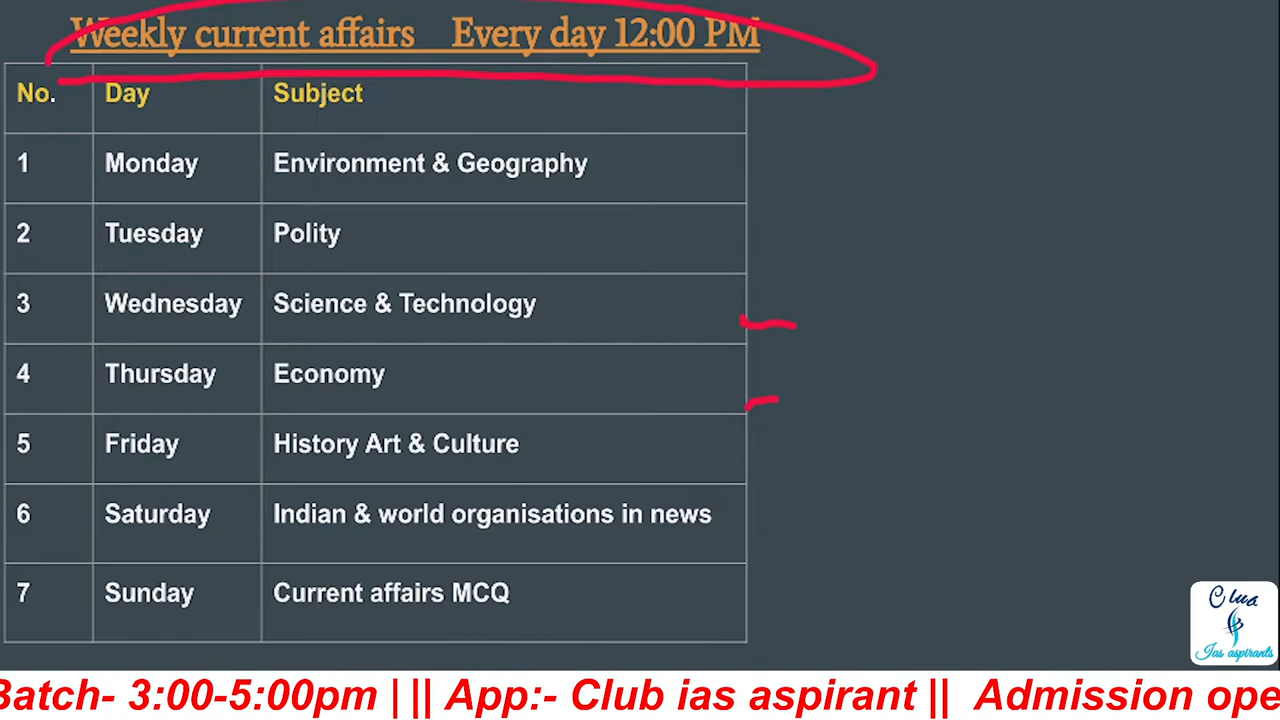 Weekly current affairs Every day 12:00 PM
No. Day Subject
1 Monday Environment & Geography
2 Tuesday Polity
3 Wednesday Science & Technology
4 Thursday Economy
5 Friday History Art & Culture
6 Saturday Indian & world organisations in news
7 Sunday Current affairs MCQ
Club
Ias aspirants
Batch- 3:00-5:00pm | || App:- Club ias aspirant || Admission ope